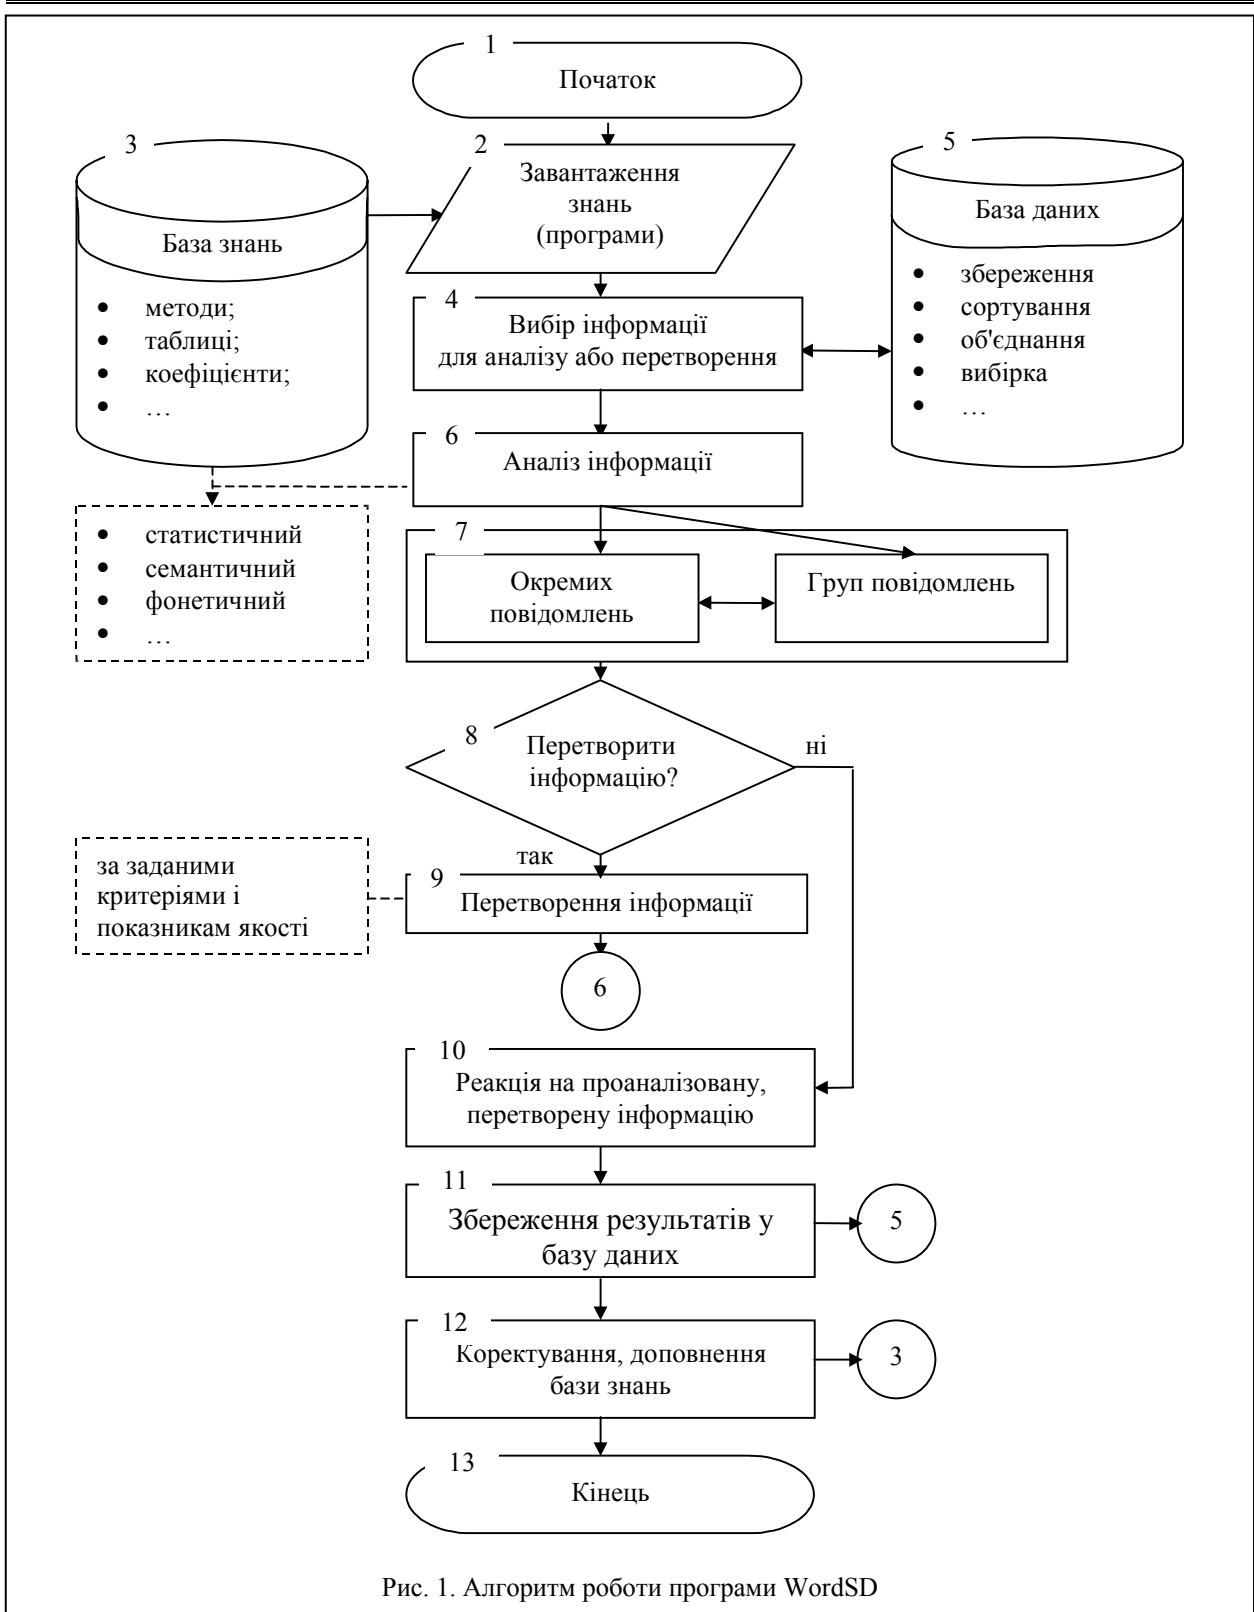 1
Початок
3
База знань
• методи;
• таблиці;
• коефіцієнти;
• …
2
Завантаження
знань
(програми)
5
База даних
• збереження
• сортування
• об'єднання
• вибірка
• …
4
Вибір інформації
для аналізу або перетворення
6
Аналіз інформації
• статистичний
• семантичний
• фонетичний
• …
7
Окремих
повідомлень
Груп повідомлень
8
Перетворити
інформацію?
ні
так
за заданими
критеріями і
показникам якості
9
Перетворення інформації
6
10
Реакція на проаналізовану,
перетворену інформацію
11
Збереження результатів у
базу даних
5
12
Коректування, доповнення
бази знань
3
13
Кінець
Рис. 1. Алгоритм роботи програми WordSD